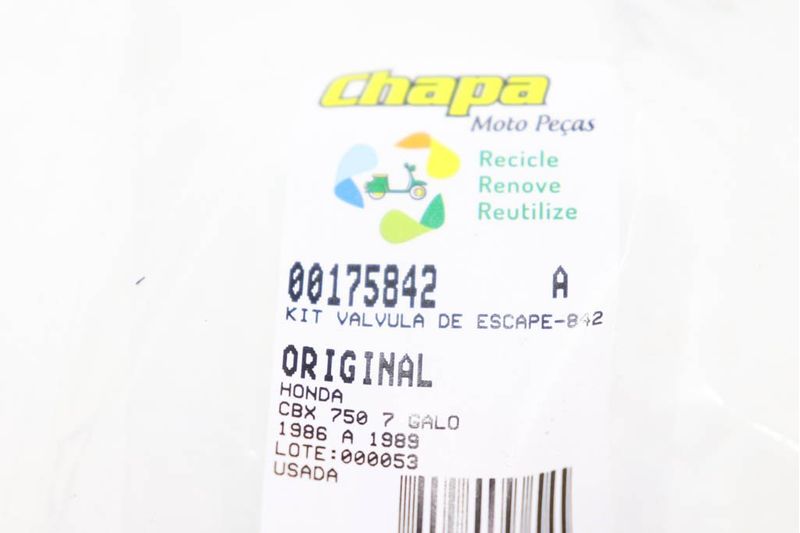 Chapa
Moto Peças
Recicle
Renove
Reutilize
00175842 A
KIT VALVULA DE ESCAPE-842
ORIGINAL
HONDA
CBX 750 7 GALO
1986 A 1989
LOTE:000053
USADA